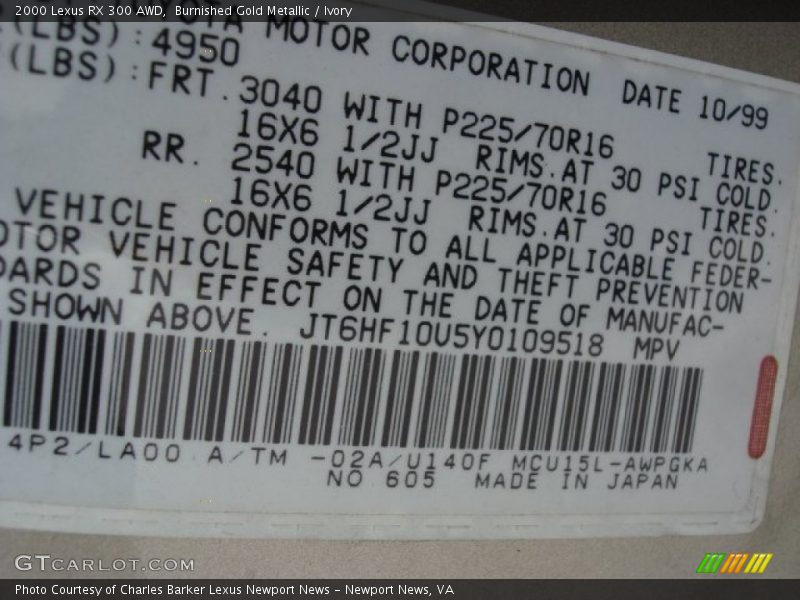 2000 Lexus RX 300 AWD,  Burnished Gold Metallic / Ivory
MOTOR CORPORATION DATE 10/99
(LBS):4950
(LBS):FRT.3040 WITH P225/70R16 TIRES.
16X6 1/2JJ RIMS.AT 30 PSI COLD.
RR. 2540 WITH P225/70R16 TIRES.
16X6 1/2JJ RIMS.AT 30 PSI COLD.
VEHICLE CONFORMS TO ALL APPLICABLE FEDER-
OTOR VEHICLE SAFETY AND THEFT PREVENTION
DARDS IN EFFECT ON THE DATE OF MANUFAC-
SHOWN ABOVE. JT6HF10U5Y0109518 MPV
4P2/LA00 A/TM -02A/U140F MCU15L-AWPGKA
NO 605 MADE IN JAPAN
GTCARLOT.COM
Photo Courtesy of Charles Barker Lexus Newport News – Newport News, VA